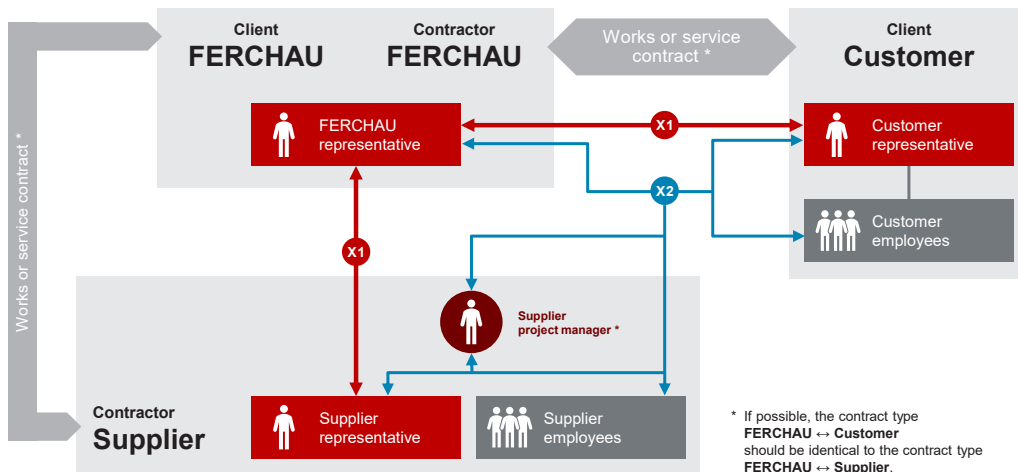 Works or service contract *
Client
FERCHAU
Contractor
FERCHAU
Works or service
contract *
Client
Customer
FERCHAU
representative
X1
Customer
representative
X2
Customer
employees
X1
Supplier
project manager *
Contractor
Supplier
Supplier
representative
Supplier
employees
* If possible, the contract type
FERCHAU ↔ Customer
should be identical to the contract type
FERCHAU ↔ Supplier.